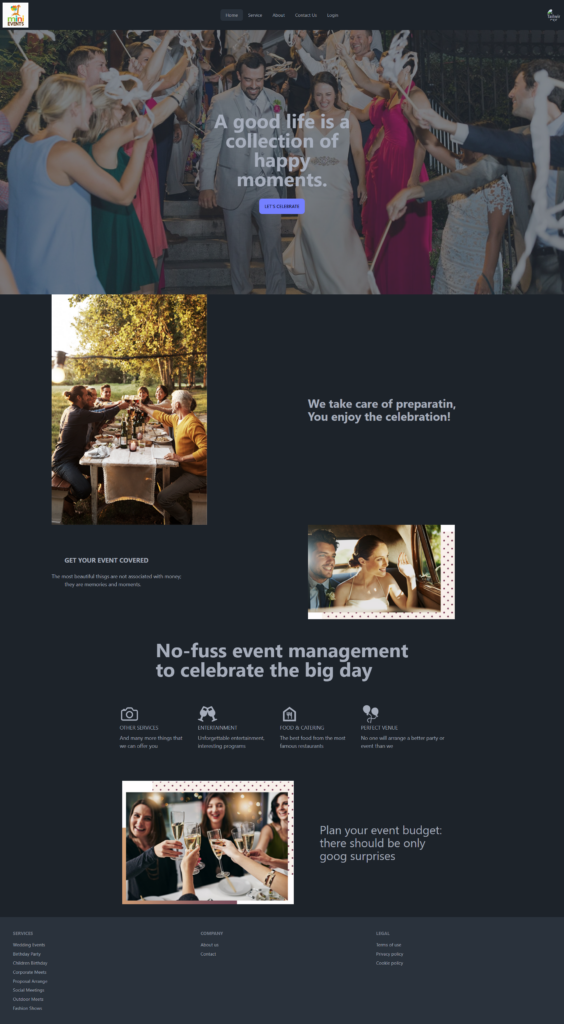 mini
EVENTS
Home Service About Contact Us Login
A good life is a
collection of
happy
moments.
LET'S CELEBRATE
We take care of preparatin,
You enjoy the celebration!
GET YOUR EVENT COVERED
The most beautiful things are not associated with money,
they are memories and moments.
No-fuss event management
to celebrate the big day
OTHER SERVICES
And many more things that
we can offer you
ENTERTAINMENT
Unforgettable entertainment,
interesting programs
FOOD & CATERING
The best food from the most
famous restaurants
PERFECT VENUE
No one will arrange a better party or
event than we
Plan your event budget:
there should be only
goog surprises
SERVICES
Wedding Events
Birthday Party
Children Birthday
Corporate Meets
Proposal
Social Meetings
Outdoor Meets
Fashion Shows
COMPANY
About us
Contact
LEGAL
Terms of use
Privacy policy
Cookie policy